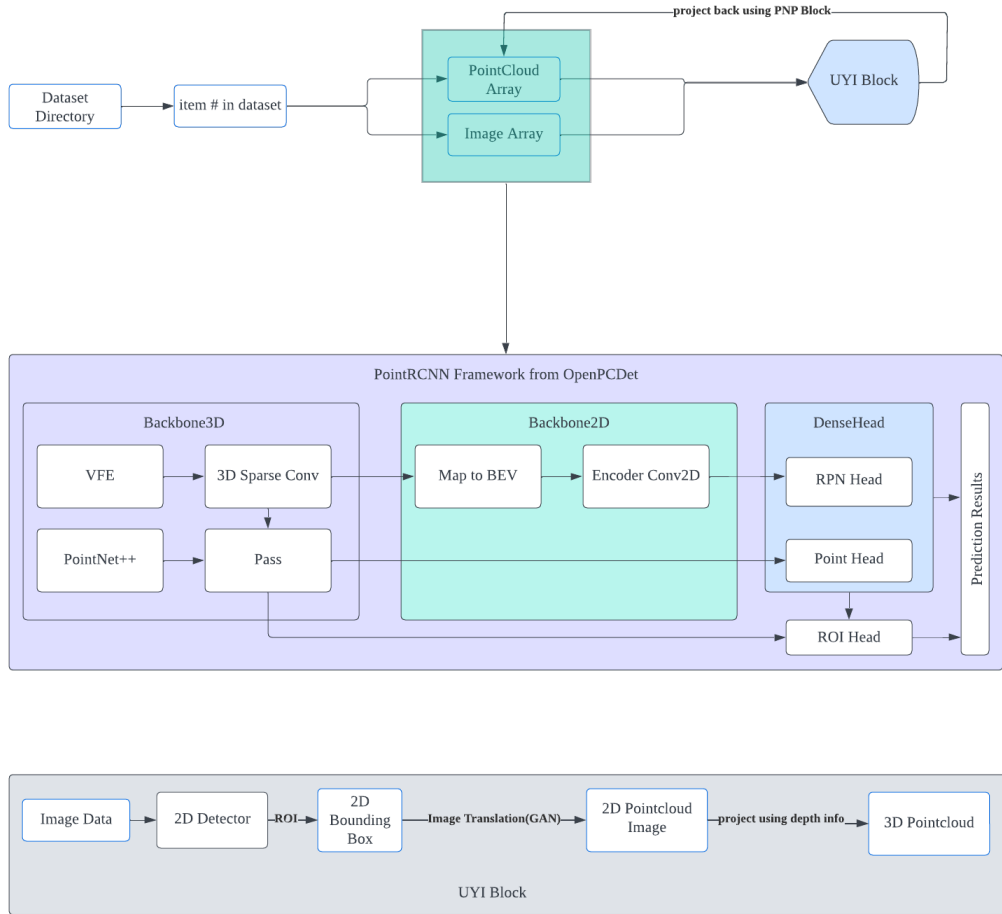 project back using PNP Block
Dataset
Directory
item # in dataset
PointCloud
Array
Image Array
UYI Block
PointRCNN Framework from OpenPCDet
Backbone3D
VFE
3D Sparse Conv
PointNet++
Pass
Backbone2D
Map to BEV
Encoder Conv2D
DenseHead
RPN Head
Point Head
ROI Head
Prediction Results
Image Data
2D Detector
ROI
2D
Bounding
Box
Image Translation(GAN)
2D Pointcloud
Image
project using depth info
3D Pointcloud
UYI Block